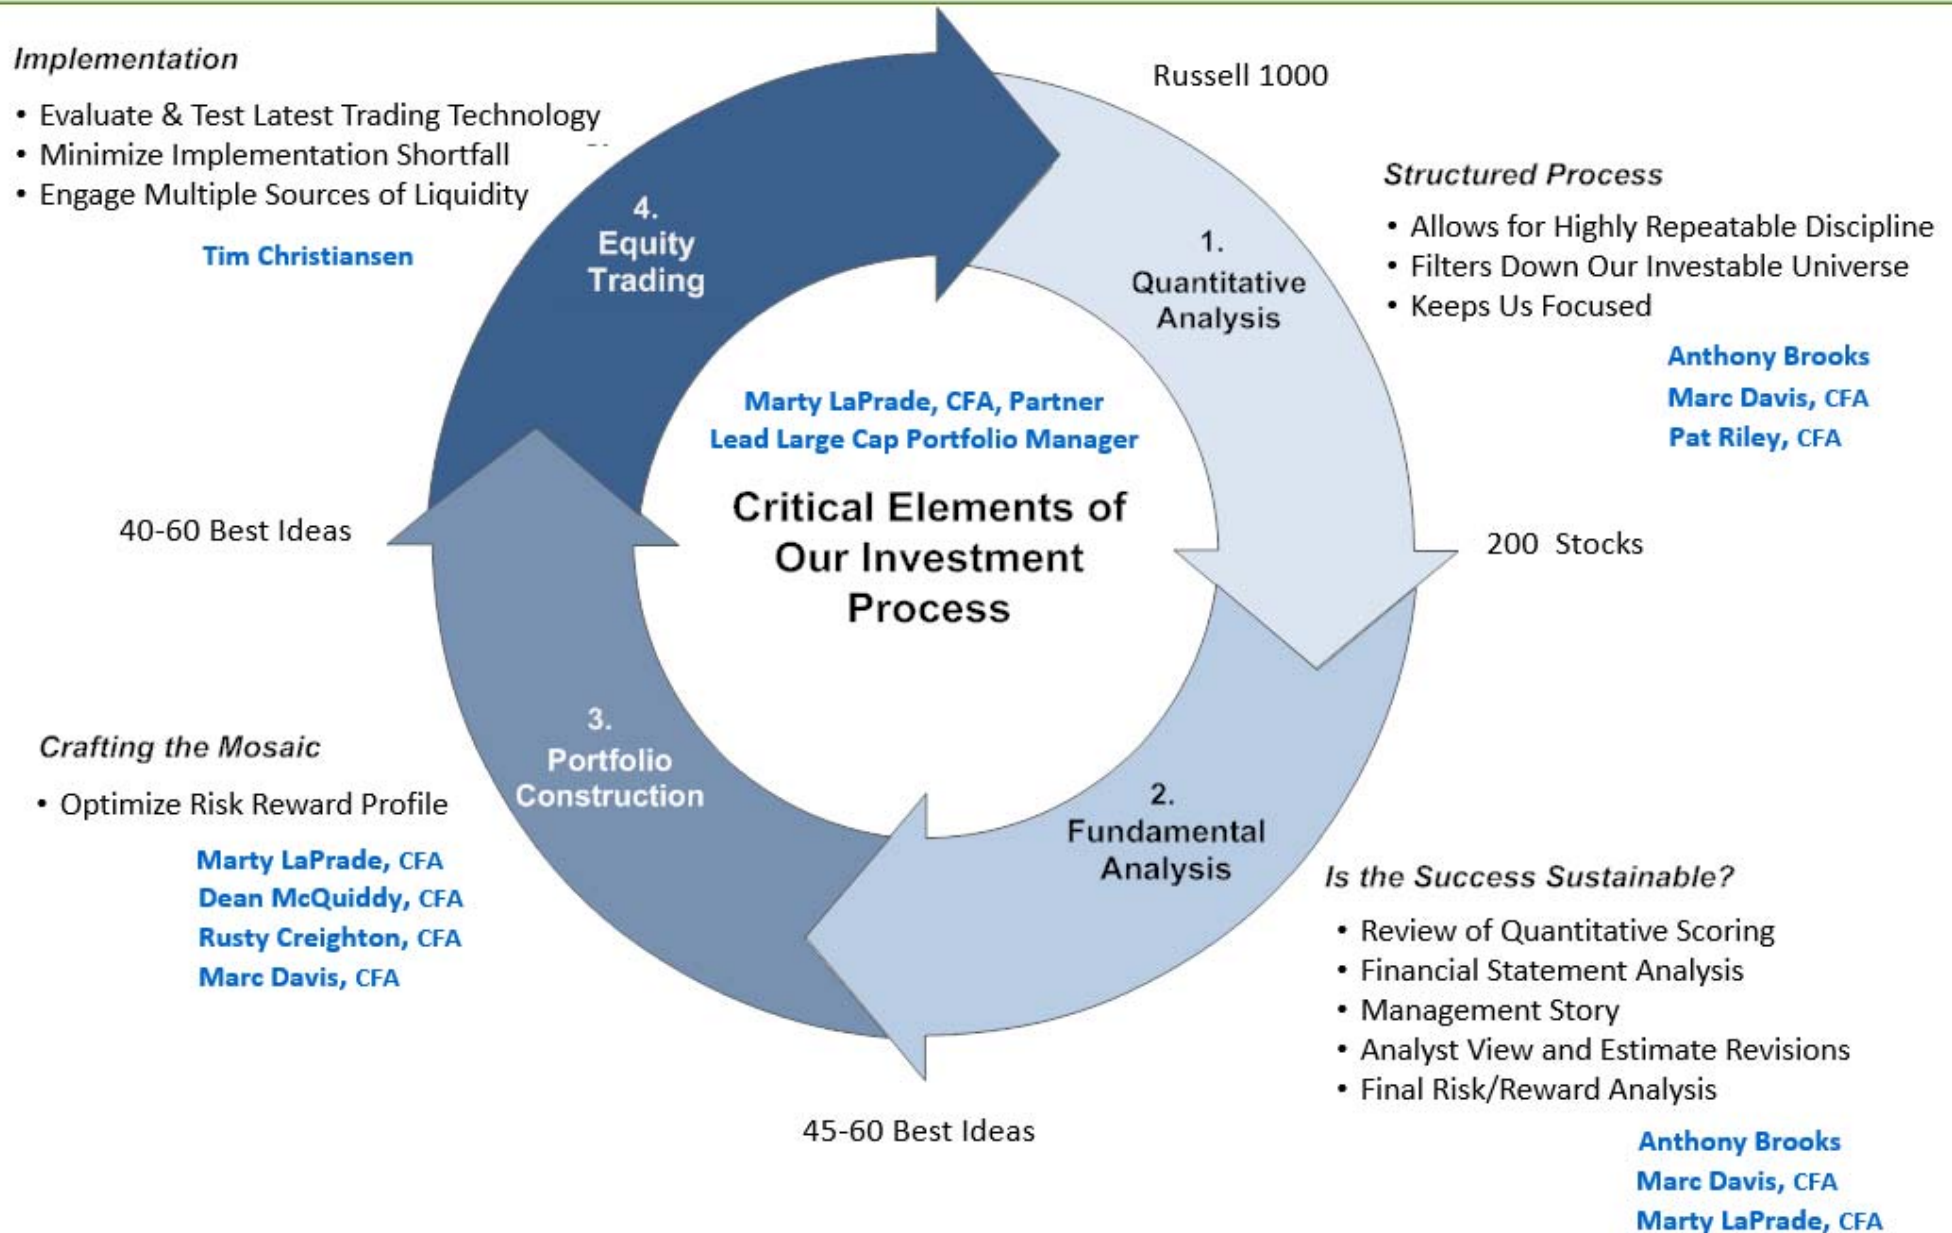 Implementation
• Evaluate & Test Latest Trading Technology
• Minimize Implementation Shortfall
• Engage Multiple Sources of Liquidity
Tim Christiansen
4.
Equity
Trading
Russell 1000
Structured Process
• Allows for Highly Repeatable Discipline
• Filters Down Our Investable Universe
• Keeps Us Focused
Anthony Brooks
Marc Davis, CFA
Pat Riley, CFA
1.
Quantitative
Analysis
Marty LaPrade, CFA, Partner
Lead Large Cap Portfolio Manager
Critical Elements of
Our Investment
Process
40-60 Best Ideas
200 Stocks
3.
Portfolio
Construction
Crafting the Mosaic
• Optimize Risk Reward Profile
Marty LaPrade, CFA
Dean McQuiddy, CFA
Rusty Creighton, CFA
Marc Davis, CFA
2.
Fundamental
Analysis
Is the Success Sustainable?
• Review of Quantitative Scoring
• Financial Statement Analysis
• Management Story
• Analyst View and Estimate Revisions
• Final Risk/Reward Analysis
Anthony Brooks
Marc Davis, CFA
Marty LaPrade, CFA
45-60 Best Ideas